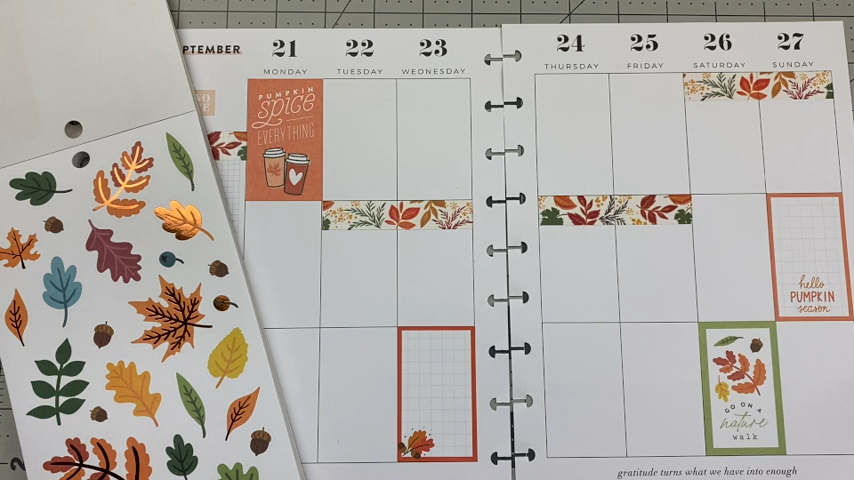 PTEMBER
21
22
23
MONDAY
TUESDAY
WEDNESDAY
24
25
26
27
THURSDAY
FRIDAY
SATURDAY
SUNDAY
PUMPKIN
spice
EVERYTHING
hello
PUMPKIN
season
GO ON A
nature
walk
gratitude turns what we have into enough